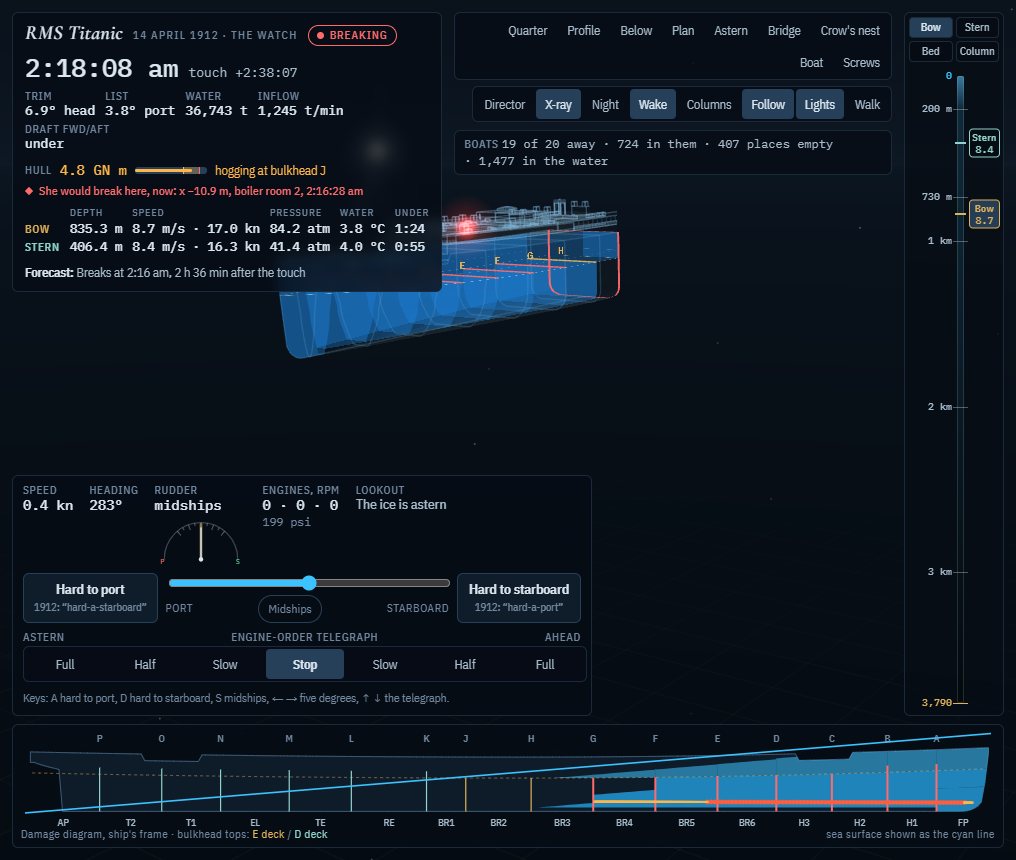 RMS Titanic 14 APRIL 1912 · THE WATCH BREAKING
2:18:08 am touch +2:38:07
TRIM LIST WATER INFLOW
6.9° head 3.8° port 36,743 t 1,245 t/min
DRAFT FWD/AFT
under
HULL 4.8 GN m hogging at bulkhead J
She would break here, now: x −10.9 m, boiler room 2, 2:16:28 am
DEPTH SPEED PRESSURE WATER UNDER
BOW 835.3 m 8.7 m/s · 17.0 kn 84.2 atm 3.8 °C 1:24
STERN 406.4 m 8.4 m/s · 16.3 kn 41.4 atm 4.0 °C 0:55
Forecast: Breaks at 2:16 am, 2 h 36 min after the touch
Quarter Profile Below Plan Astern Bridge Crow's nest
Boat Screws
Director X-ray Night Wake Columns Follow Lights Walk
BOATS 19 of 20 away · 724 in them · 407 places empty
· 1,477 in the water
E F G H
Bow Stern
Bed Column
0
200 m
Stern
8.4
730 m
Bow
8.7
1 km
2 km
3 km
3,790
SPEED HEADING RUDDER ENGINES, RPM LOOKOUT
0.4 kn 283° midships 0 · 0 · 0 The ice is astern
199 psi
P S
Hard to port
1912: “hard-a-starboard”
PORT Midships STARBOARD
Hard to starboard
1912: “hard-a-port”
ASTERN ENGINE-ORDER TELEGRAPH AHEAD
Full Half Slow Stop Slow Half Full
Keys: A hard to port, D hard to starboard, S midships, ← → five degrees, ↑ ↓ the telegraph.
P O N M L K J H G F E D C B A
AP T2 T1 EL TE RE BR1 BR2 BR3 BR4 BR5 BR6 H3 H2 H1 FP
Damage diagram, ship's frame · bulkhead tops: E deck / D deck
sea surface shown as the cyan line